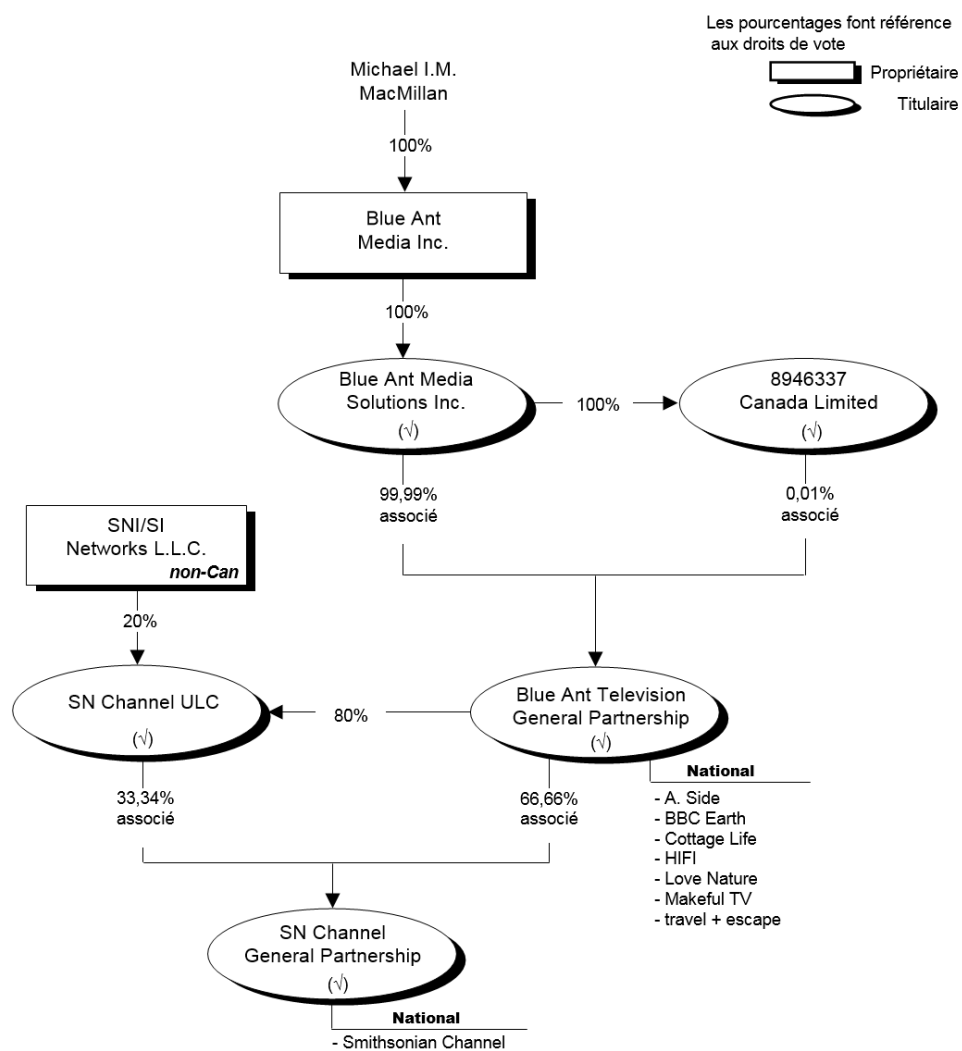 Les pourcentages font référence
aux droits de vote
Propriétaire
Titulaire
Michael I.M.
MacMillan
100%
Blue Ant
Media Inc.
100%
Blue Ant Media
Solutions Inc.
(√)
100%
8946337
Canada Limited
(√)
99,99%
associé
0,01%
associé
SNI/SI
Networks L.L.C.
non-Can
20%
SN Channel ULC
(√)
80%
Blue Ant Television
General Partnership
(√)
National
- A. Side
- BBC Earth
- Cottage Life
- HIFI
- Love Nature
- Makeful TV
- travel + escape
33,34%
associé
66,66%
associé
SN Channel
General Partnership
(√)
National
- Smithsonian Channel